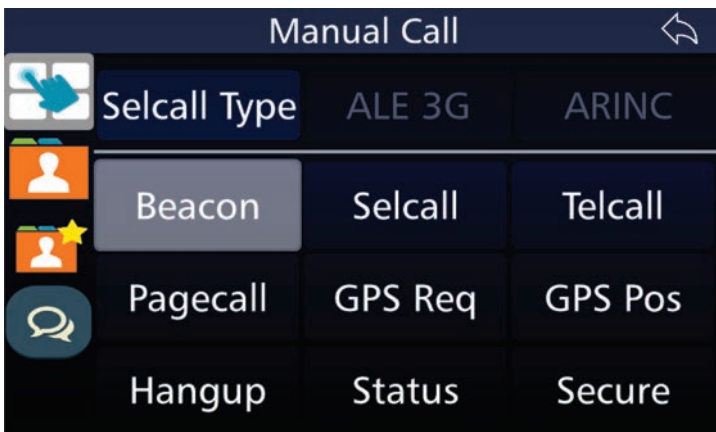 Manual Call
Selcall Type ALE 3G ARINC
Beacon Selcall Telcall
Pagecall GPS Req GPS Pos
Hangup Status Secure